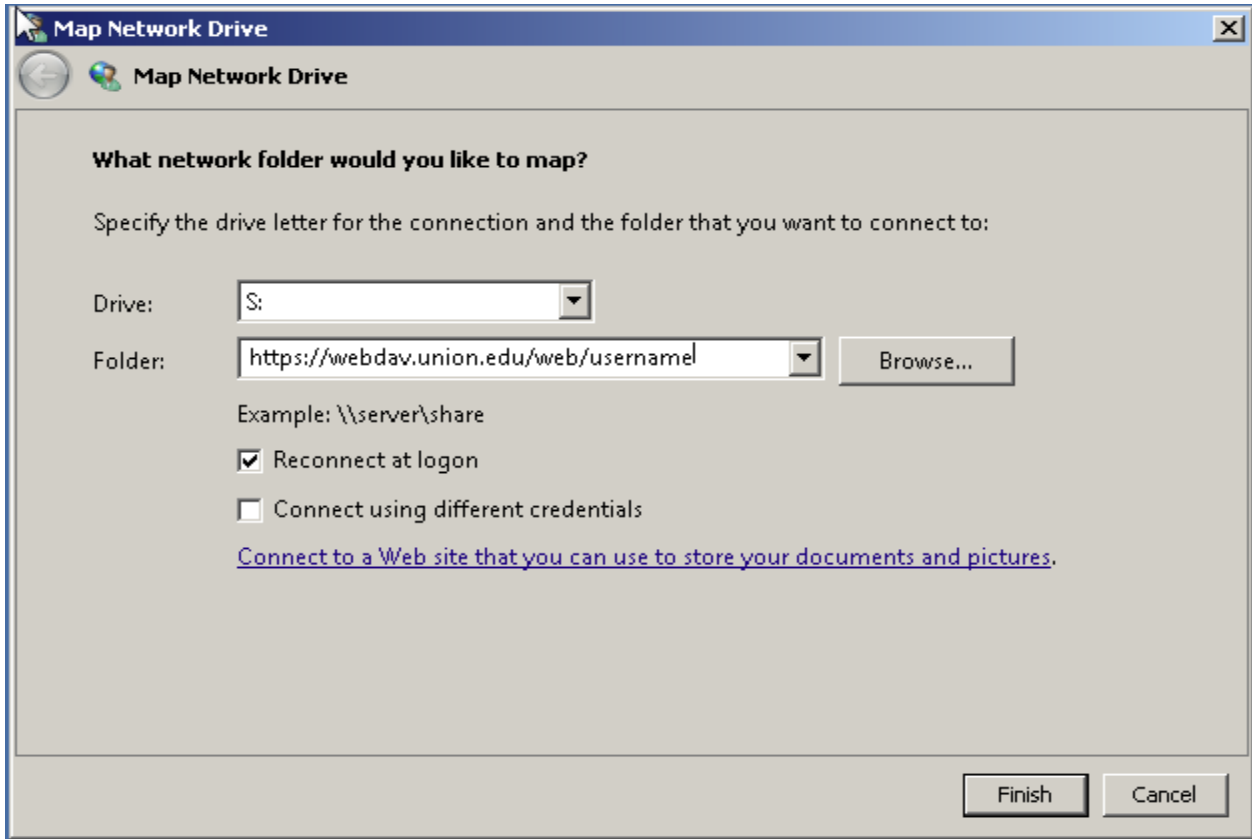 Map Network Drive
Map Network Drive
What network folder would you like to map?
Specify the drive letter for the connection and the folder that you want to connect to:
Drive: S:
Folder: https://webdav.union.edu/web/username Browse...
Example: \\server\share
Reconnect at logon
Connect using different credentials
Connect to a Web site that you can use to store your documents and pictures.
Finish Cancel